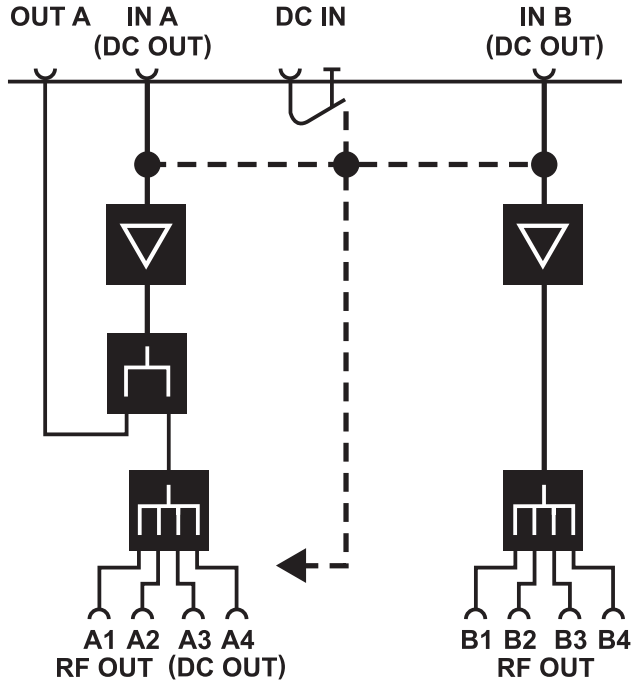 OUT A IN A DC IN IN B
(DC OUT) (DC OUT)
A1 A2 A3 A4 B1 B2 B3 B4
RF OUT (DC OUT) RF OUT